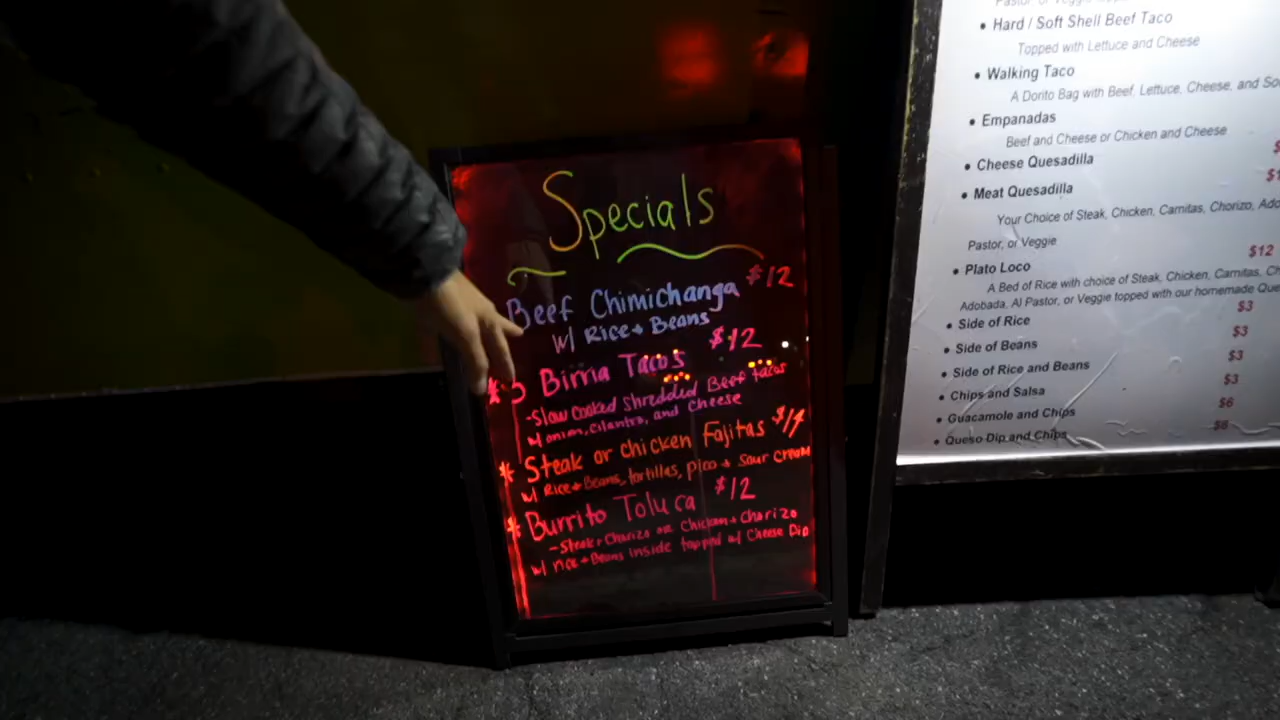 Specials
Beef Chimichanga $12
w/ Rice + Beans
* 3 Birria Tacos $12
-Slow Cooked Shredded Beef tacos
w/ onion, cilantro, and Cheese
* Steak or chicken Fajitas $14
w/ Rice + Beans, tortillas, pico + sour cream
* Burrito Toluca $12
-Steak + Chorizo or Chicken + Chorizo
w/ rice + Beans inside topped w/ Cheese Dip
• Hard / Soft Shell Beef Taco
Topped with Lettuce and Cheese
• Walking Taco
A Dorito Bag with Beef, Lettuce, Cheese, and
• Empanadas
Beef and Cheese or Chicken and Cheese
• Cheese Quesadilla
• Meat Quesadilla
Your Choice of Steak, Chicken, Carnitas, Chorizo,
Pastor, or Veggie
• Plato Loco $12
A Bed of Rice with choice of Steak, Chicken, Carnitas,
Adobada, Al Pastor, or Veggie topped with our homemade
• Side of Rice $3
• Side of Beans $3
• Side of Rice and Beans $3
• Chips and Salsa $3
• Guacamole and Chips $6
• Queso Dip and Chips $6